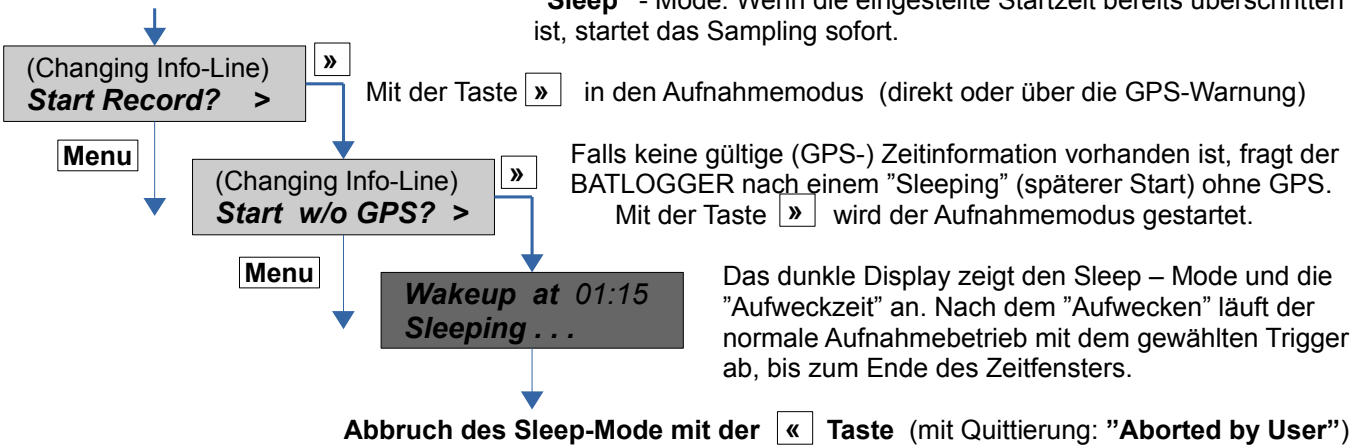 "Sleep" - Mode. Wenn die eingestellte Startzeit bereits überschritten
ist, startet das Sampling sofort.
(Changing Info-Line)
Start Record? >
»
Mit der Taste » in den Aufnahmemodus (direkt oder über die GPS-Warnung)
Menu
(Changing Info-Line)
Start w/o GPS? >
»
Falls keine gültige (GPS-) Zeitinformation vorhanden ist, fragt der
BATLOGGER nach einem ”Sleeping” (späterer Start) ohne GPS.
Mit der Taste » wird der Aufnahmemodus gestartet.
Menu
Wakeup at 01:15
Sleeping . . .
Das dunkle Display zeigt den Sleep – Mode und die
”Aufweckzeit” an. Nach dem ”Aufwecken” läuft der
normale Aufnahmebetrieb mit dem gewählten Trigger
ab, bis zum Ende des Zeitfensters.
Abbruch des Sleep-Mode mit der « Taste (mit Quittierung: ”Aborted by User”)